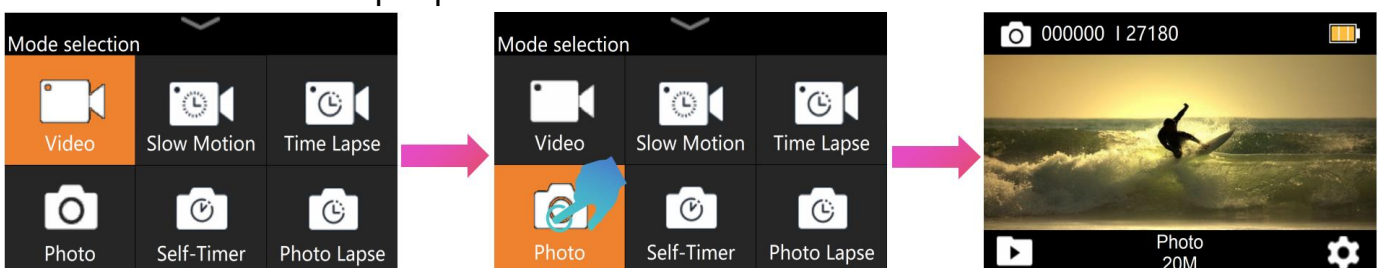 Mode selection
Video
Slow Motion
Time Lapse
Photo
Self-Timer
Photo Lapse
Mode selection
Video
Slow Motion
Time Lapse
Photo
Self-Timer
Photo Lapse
000000 I 27180
Photo
20M